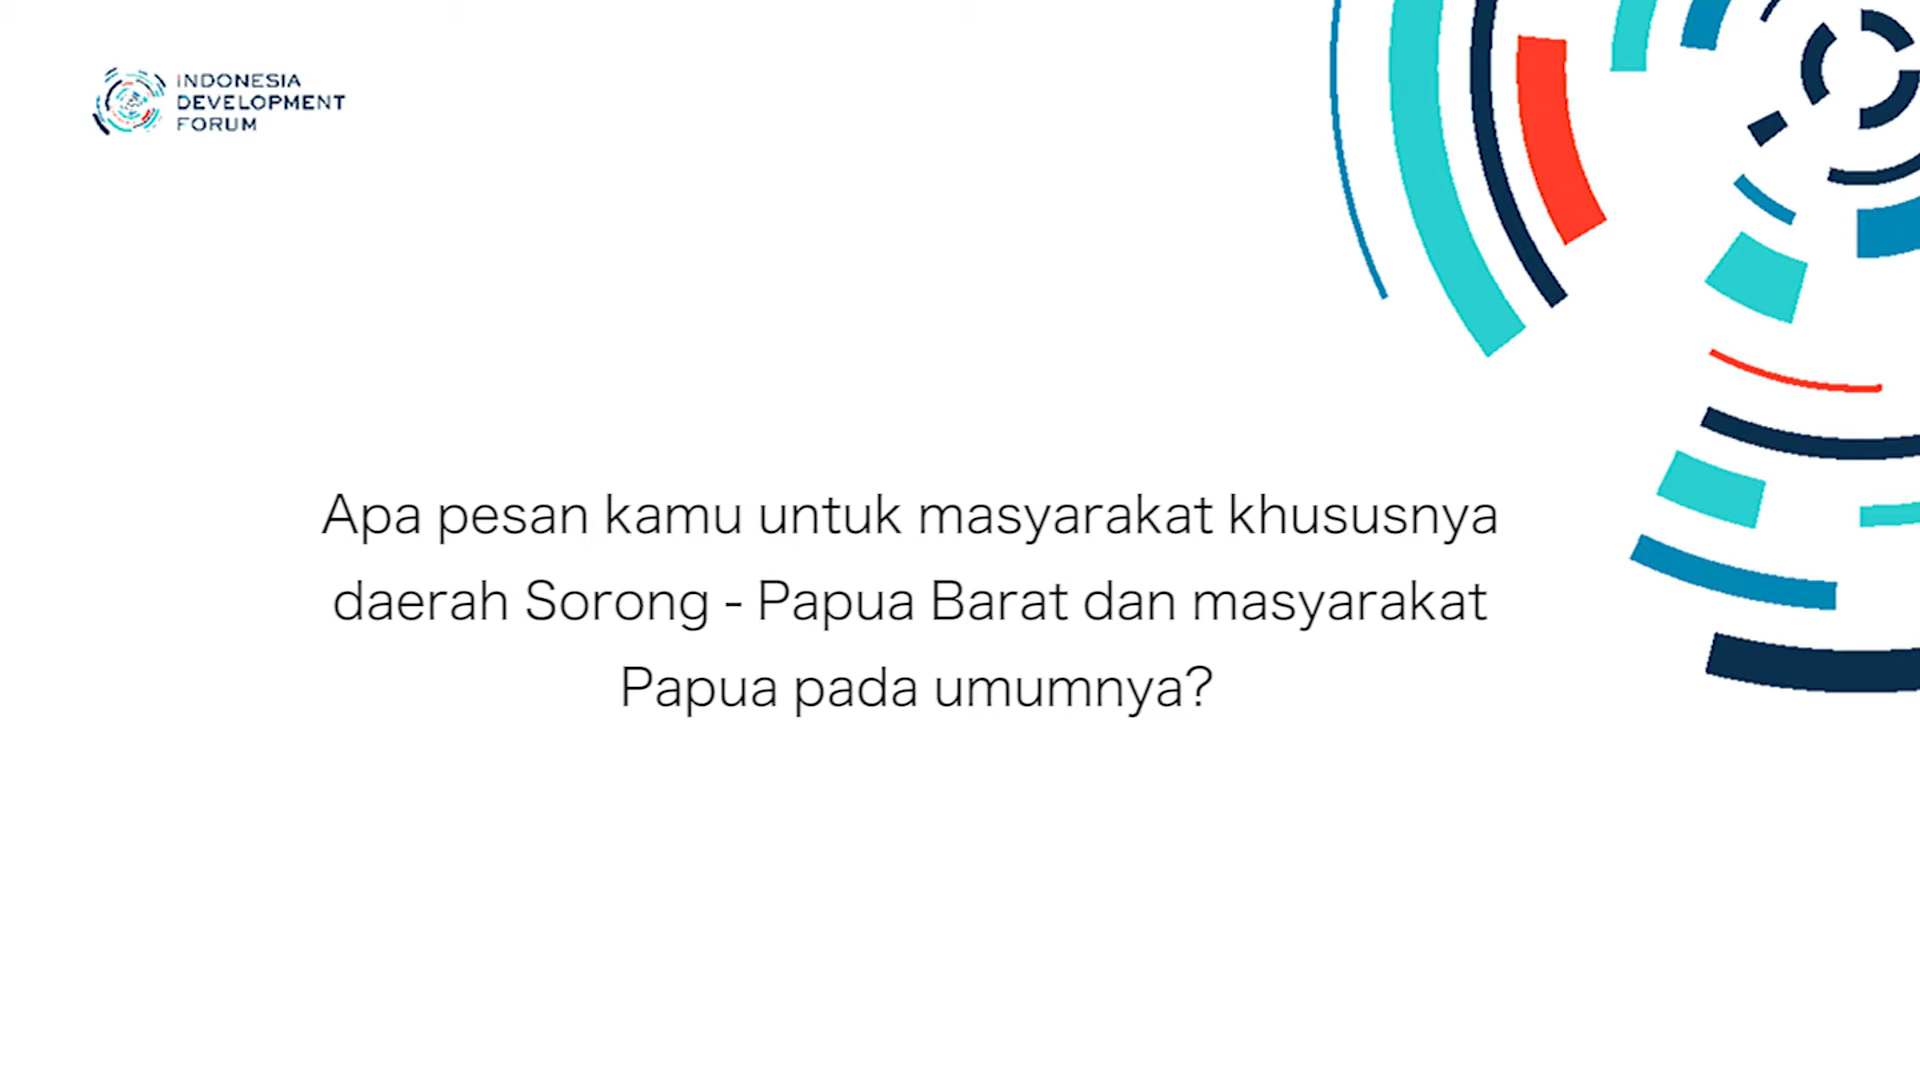 INDONESIA
DEVELOPMENT
FORUM
Apa pesan kamu untuk masyarakat khususnya
daerah Sorong - Papua Barat dan masyarakat
Papua pada umumnya?